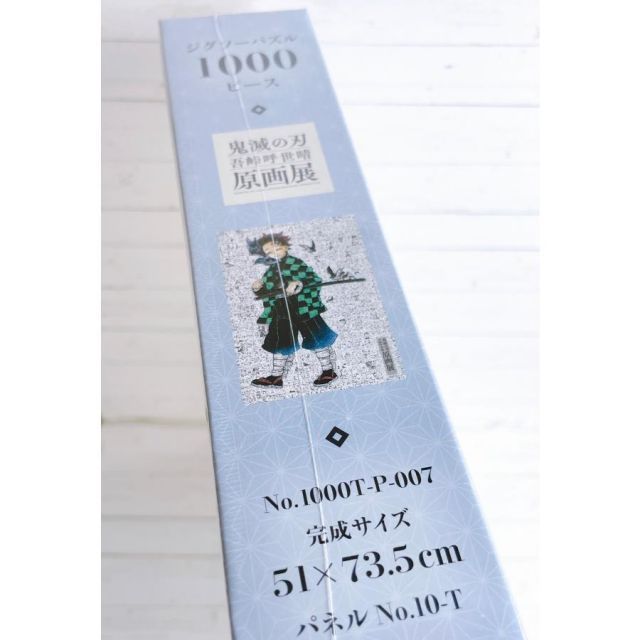 ジグソーパズル
1000
ピース
鬼滅の刃
吾峠呼世晴
原画展
No.1000T-P-007
完成サイズ
51×73.5cm
パネル No.10-T